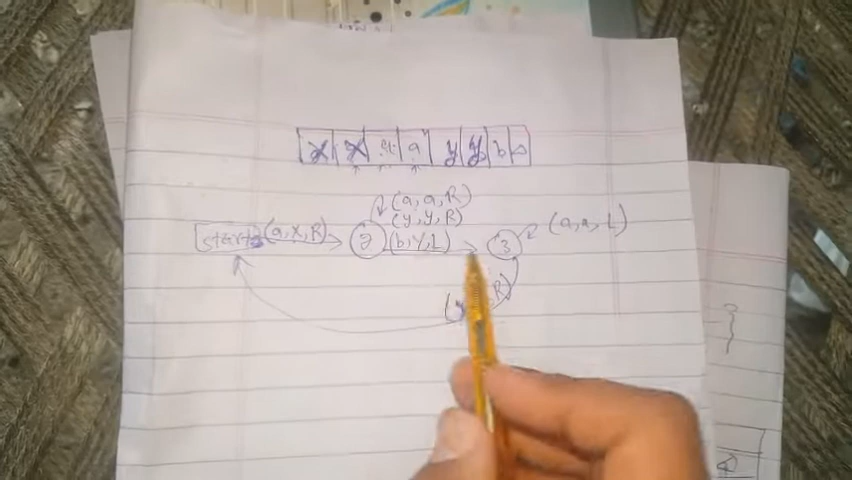 x x a a y y b b
(a, a, R)
(y, y, R)
start (a, X, R) 2 (b, Y, L) 3 (a, a, L)
R)